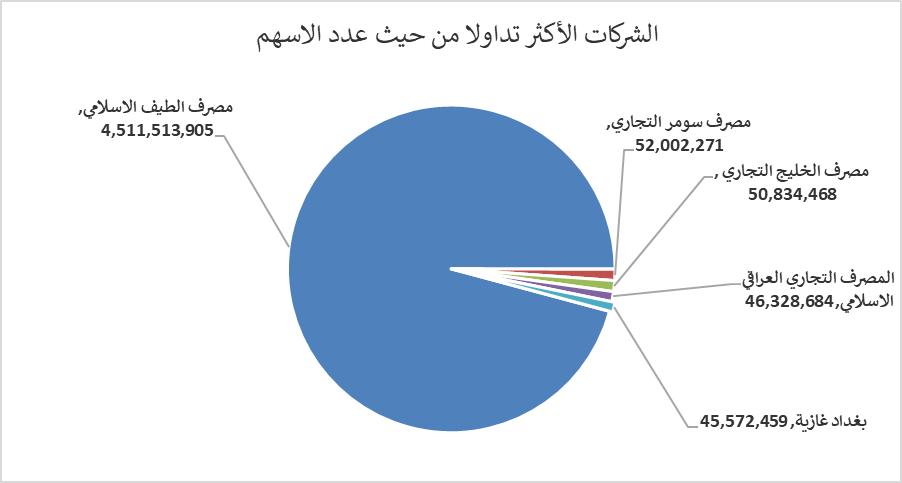 الشركات الأكثر تداولا من حيث عدد الاسهم
مصرف الطيف الاسلامي,
4,511,513,905
مصرف سومر التجاري,
52,002,271
مصرف الخليج التجاري ,
50,834,468
المصرف التجاري العراقي
الاسلامي, 46,328,684
بغداد غازية, 45,572,459